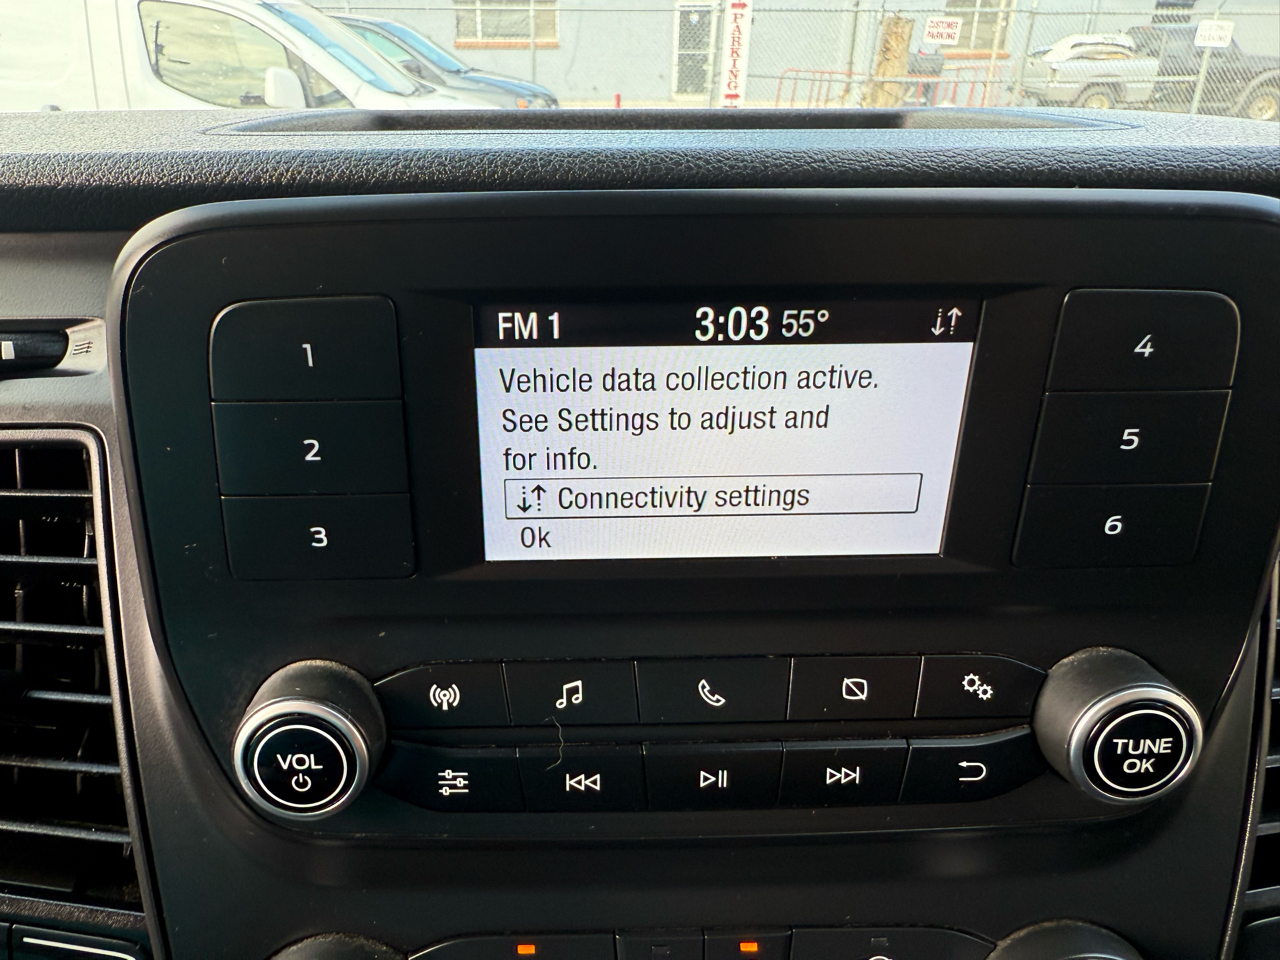 PARKING
CUSTOMER
PARKING
FM 1 3:03 55°
Vehicle data collection active.
See Settings to adjust and
for info.
Connectivity settings
Ok
1
2
3
4
5
6
VOL
TUNE
OK